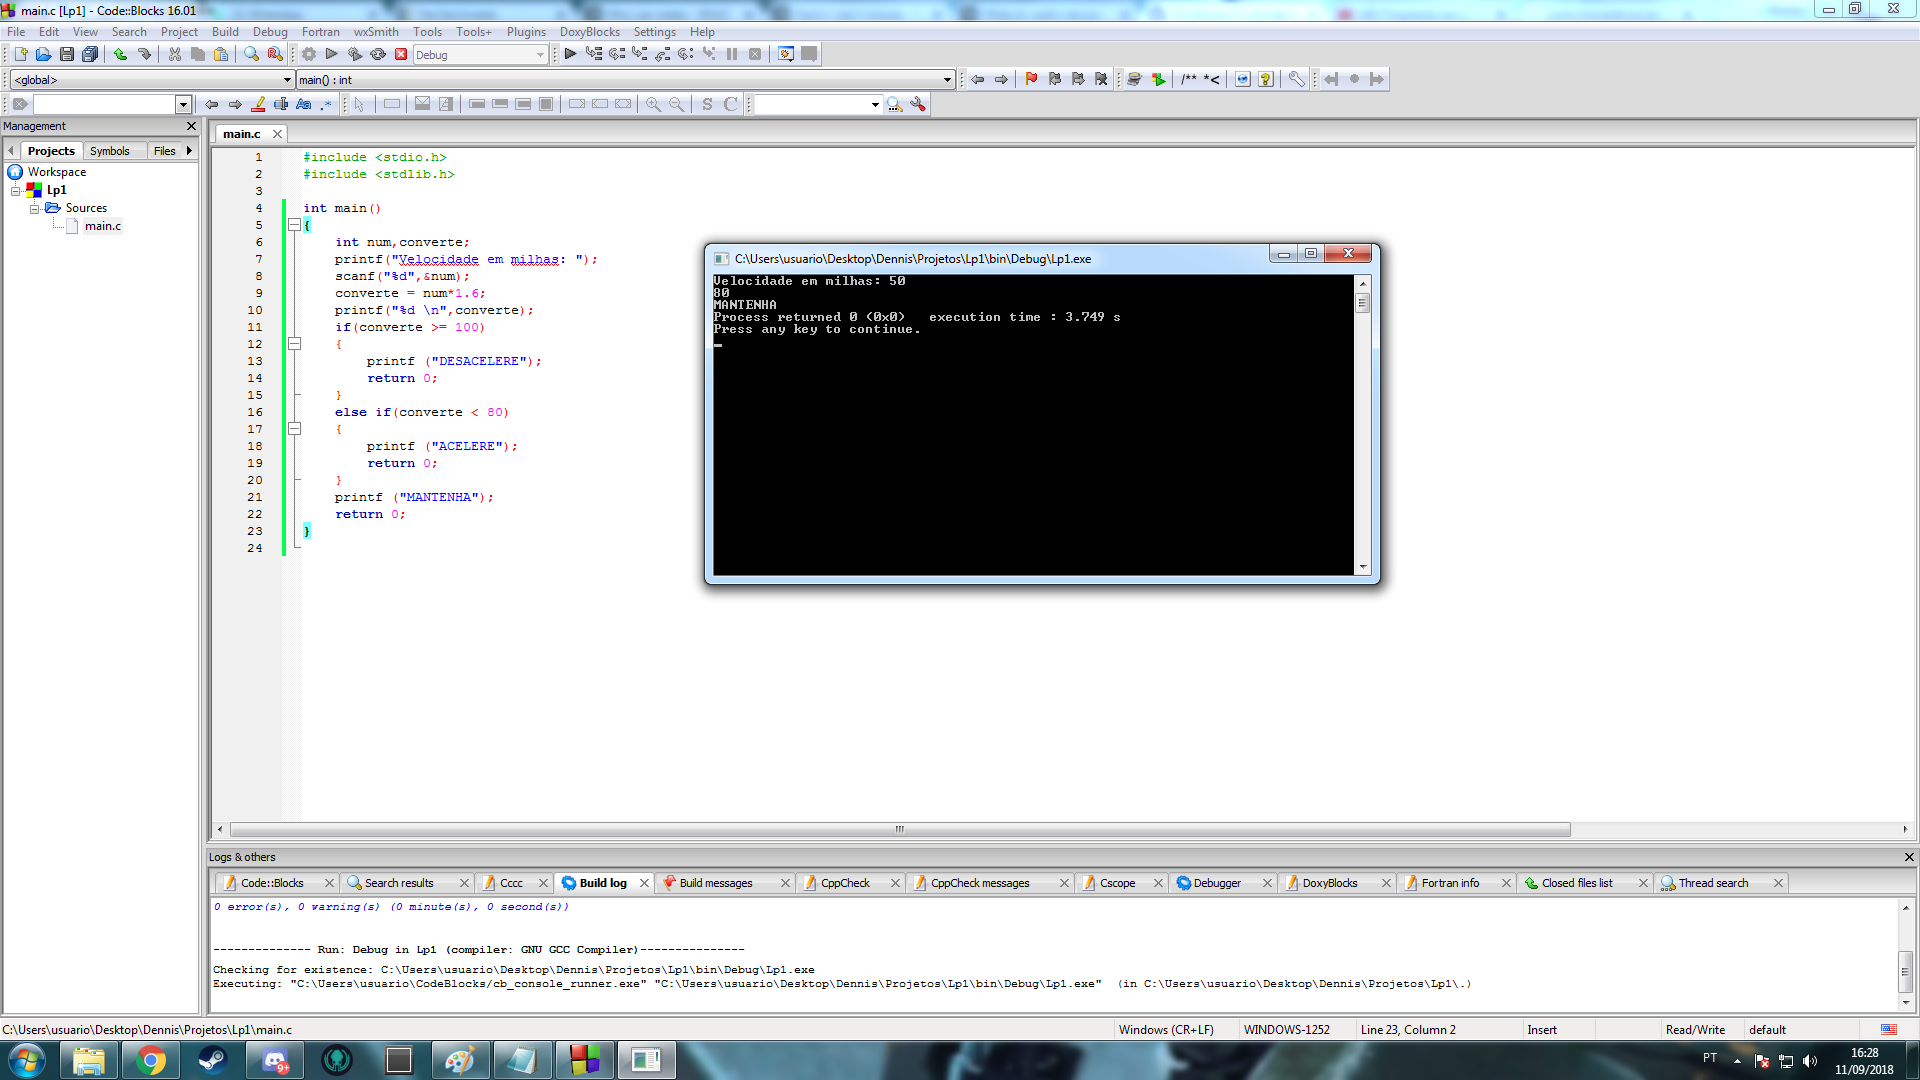 main.c [Lp1] - Code::Blocks 16.01
File Edit View Search Project Build Debug Fortran wxSmith Tools Tools+ Plugins DoxyBlocks Settings Help
Debug
<global> main() : int
/** *<
Aa .*
S C
Management
main.c
Projects Symbols Files
Workspace
Lp1
Sources
main.c
1 #include <stdio.h>
2 #include <stdlib.h>
3
4 int main()
5 {
6 int num,converte;
7 printf("Velocidade em milhas: ");
8 scanf("%d",&num);
9 converte = num*1.6;
10 printf("%d \n",converte);
11 if(converte >= 100)
12 {
13 printf ("DESACELERE");
14 return 0;
15 }
16 else if(converte < 80)
17 {
18 printf ("ACELERE");
19 return 0;
20 }
21 printf ("MANTENHA");
22 return 0;
23 }
24
C:\Users\usuario\Desktop\Dennis\Projetos\Lp1\bin\Debug\Lp1.exe
Velocidade em milhas: 50
80
MANTENHA
Process returned 0 (0x0)   execution time : 3.749 s
Press any key to continue.
Logs & others
Code::Blocks Search results Cccc Build log Build messages CppCheck CppCheck messages Cscope Debugger DoxyBlocks Fortran info Closed files list Thread search
0 error(s), 0 warning(s) (0 minute(s), 0 second(s))
-------------- Run: Debug in Lp1 (compiler: GNU GCC Compiler)---------------
Checking for existence: C:\Users\usuario\Desktop\Dennis\Projetos\Lp1\bin\Debug\Lp1.exe
Executing: "C:\Users\usuario\CodeBlocks/cb_console_runner.exe" "C:\Users\usuario\Desktop\Dennis\Projetos\Lp1\bin\Debug\Lp1.exe"  (in C:\Users\usuario\Desktop\Dennis\Projetos\Lp1\.)
C:\Users\usuario\Desktop\Dennis\Projetos\Lp1\main.c Windows (CR+LF) WINDOWS-1252 Line 23, Column 2 Insert Read/Write default
9+
PT
16:28
11/09/2018